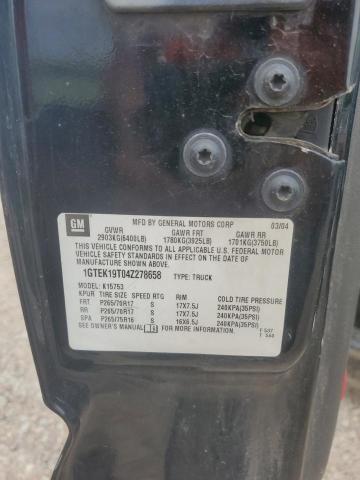 GM
MFD BY GENERAL MOTORS CORP 03/04
GVWR GAWR FRT GAWR RR
2903KG(6400LB) 1780KG(3925LB) 1701KG(3750LB)
THIS VEHICLE CONFORMS TO ALL APPLICABLE U.S. FEDERAL MOTOR
VEHICLE SAFETY STANDARDS IN EFFECT ON THE DATE OF
MANUFACTURE SHOWN ABOVE.
1GTEK19T04Z278658 TYPE: TRUCK
MODEL: K15753
KPUR TIRE SIZE SPEED RTG RIM COLD TIRE PRESSURE
FRT P265/70R17 S 17X7.5J 240KPA(35PSI)
RR P265/70R17 S 17X7.5J 240KPA(35PSI)
SPA P265/75R16 S 16X6.5J 240KPA(35PSI)
SEE OWNER'S MANUAL FOR MORE INFORMATION.